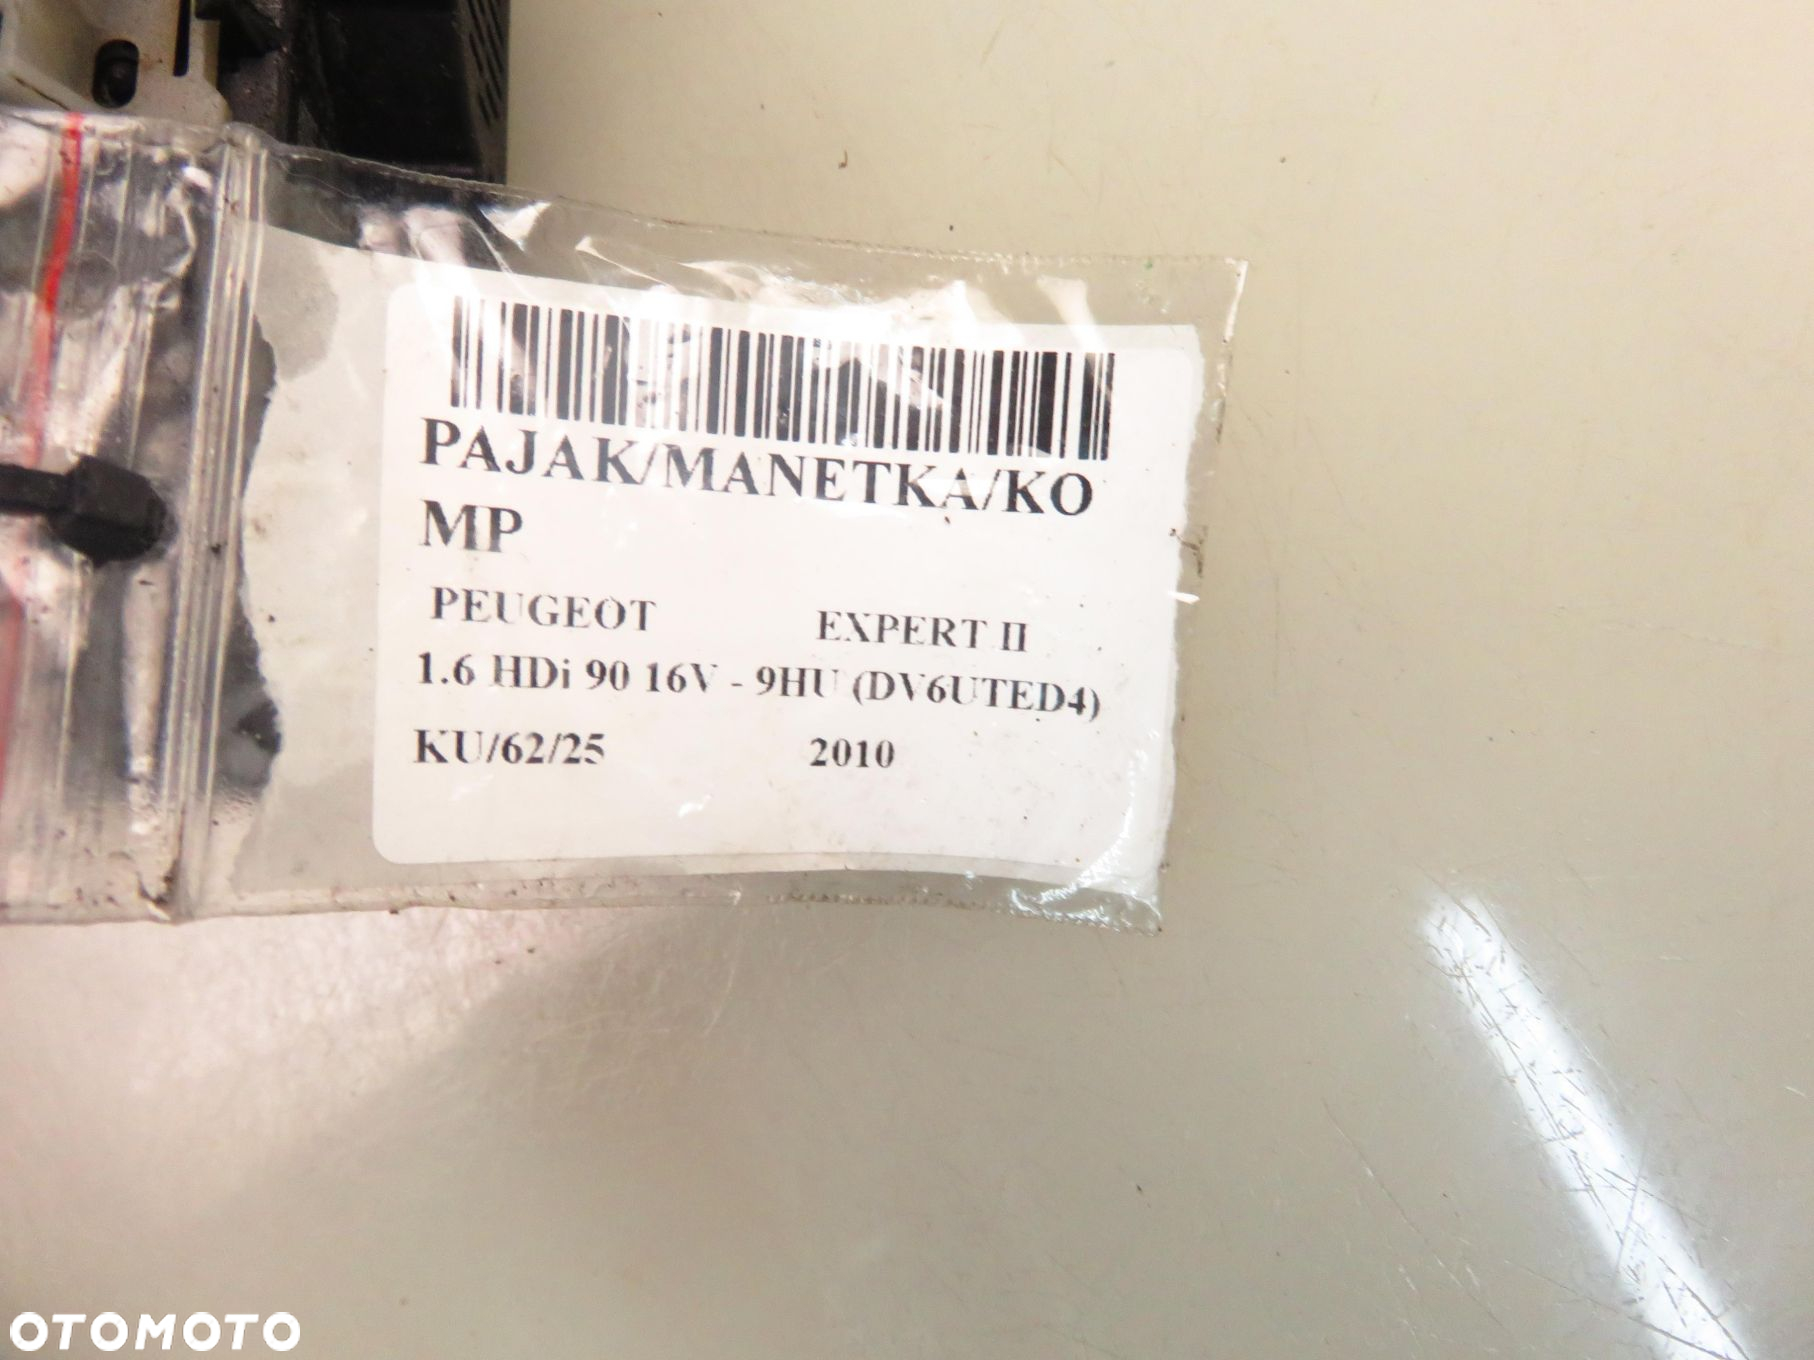 PAJAK/MANETKA/KO
MP
PEUGEOT EXPERT II
1.6 HDi 90 16V - 9HU (DV6UTED4)
KU/62/25 2010
OTOMOTO